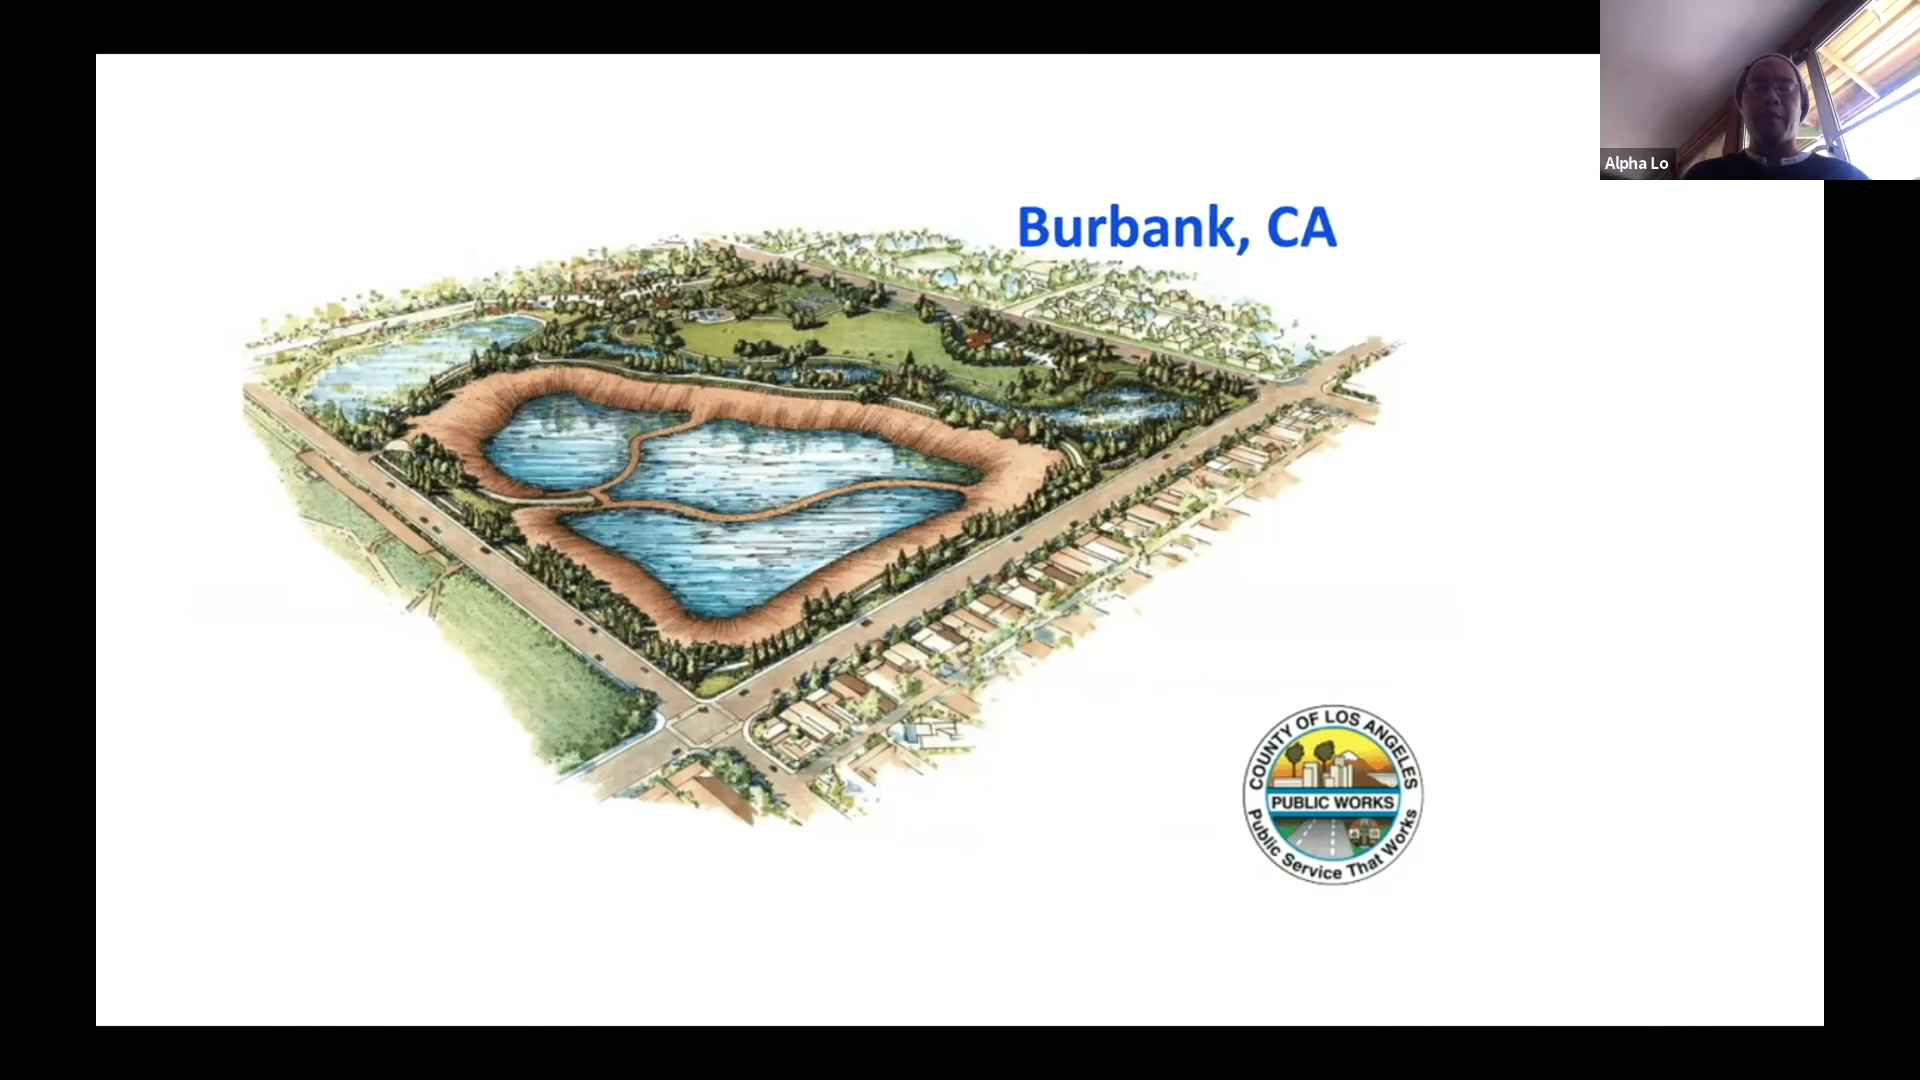 Alpha Lo
Burbank, CA
COUNTY OF LOS ANGELES
PUBLIC WORKS
Public Service That Works